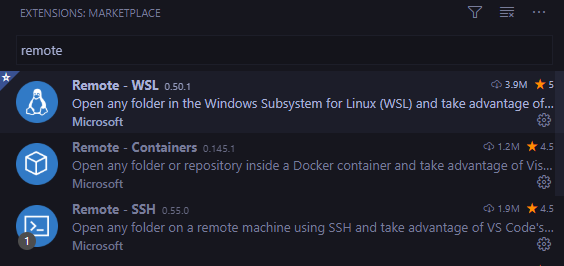 EXTENSIONS: MARKETPLACE
remote
Remote - WSL 0.50.1 3.9M 5
Open any folder in the Windows Subsystem for Linux (WSL) and take advantage of...
Microsoft
Remote - Containers 0.145.1 1.2M 4.5
Open any folder or repository inside a Docker container and take advantage of Vis...
Microsoft
Remote - SSH 0.55.0 1.9M 4.5
Open any folder on a remote machine using SSH and take advantage of VS Code's...
1
Microsoft